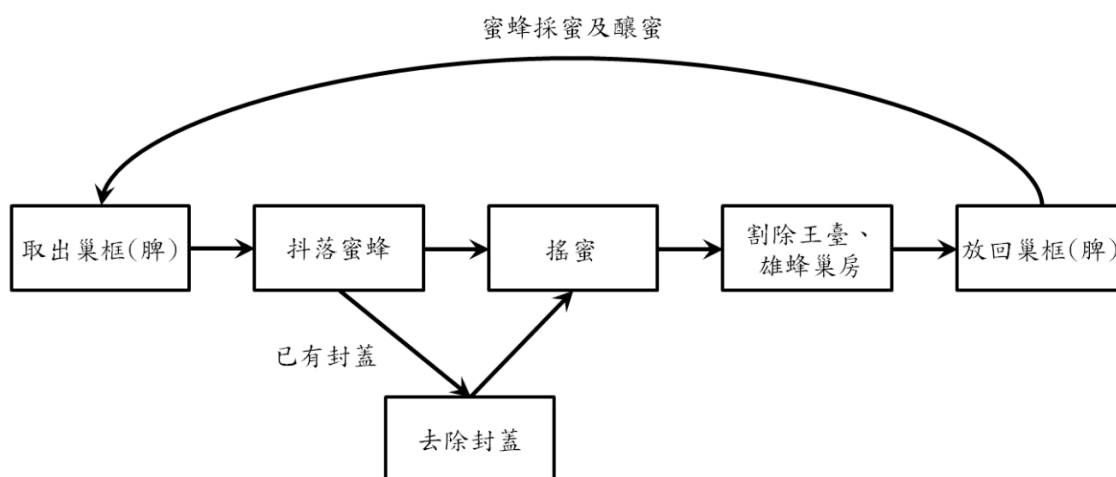 蜜蜂採蜜及釀蜜
取出巢框(脾)
抖落蜜蜂
搖蜜
割除王臺、
雄蜂巢房
放回巢框(脾)
已有封蓋
去除封蓋